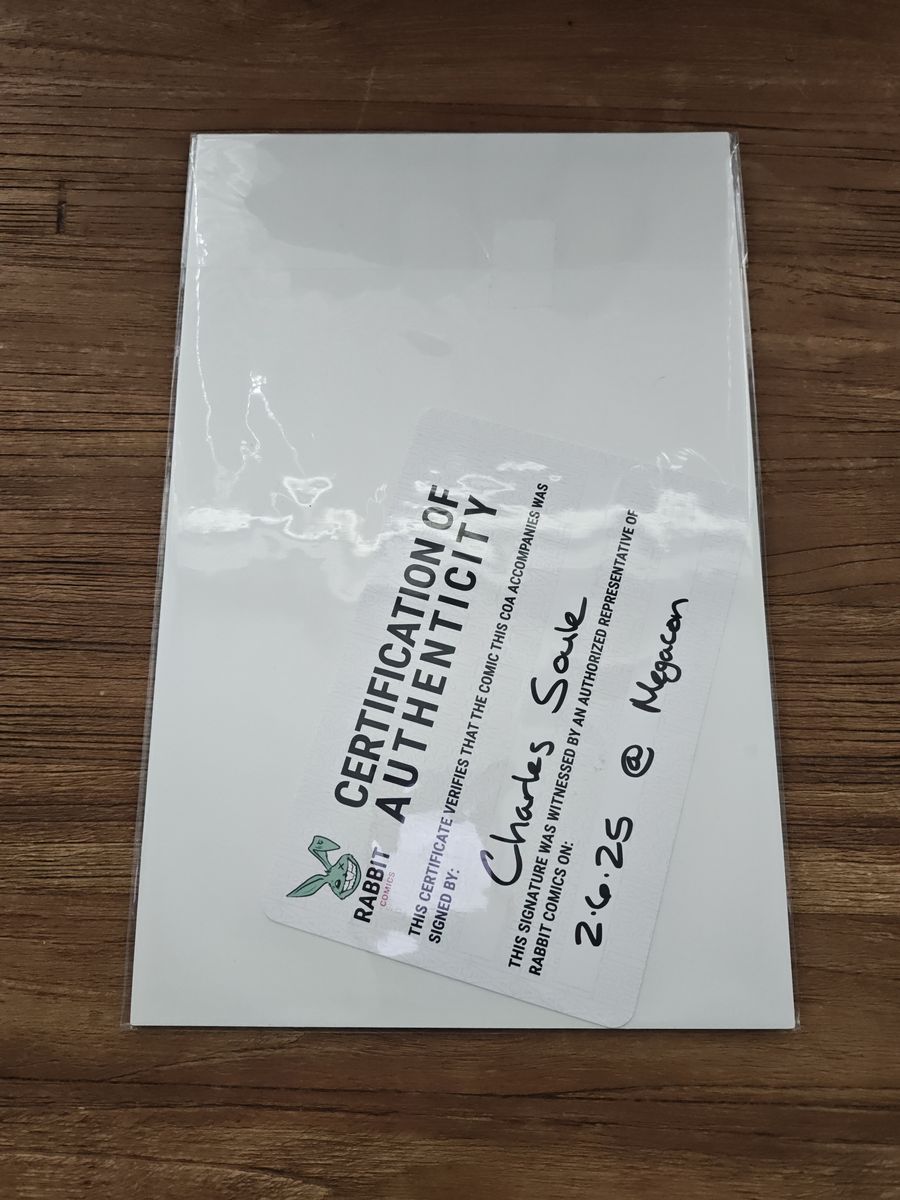 RABBIT
COMICS
CERTIFICATION OF
AUTHENTICITY
THIS CERTIFICATE VERIFIES THAT THE COMIC THIS COA ACCOMPANIES WAS
SIGNED BY:
Charles Soule
THIS SIGNATURE WAS WITNESSED BY AN AUTHORIZED REPRESENTATIVE OF
RABBIT COMICS ON:
2.6.25 @ Megacon